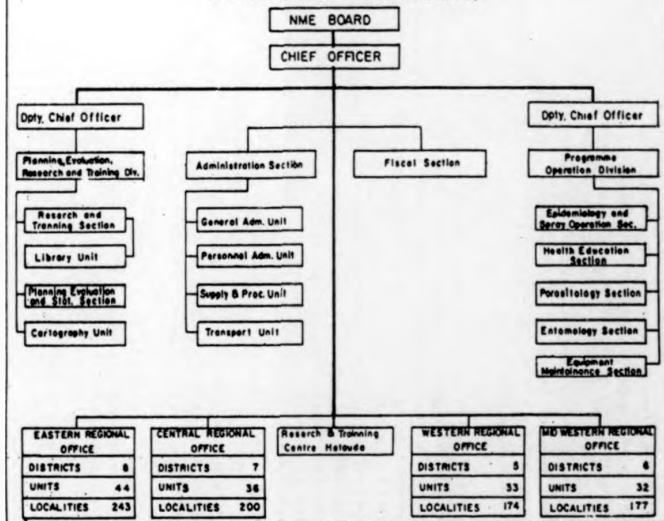 NME BOARD
CHIEF OFFICER
Dpty. Chief Officer
Dpty. Chief Officer
Planning, Evaluation,
Research and Training Div.
Administration Section
Fiscal Section
Programme
Operation Division
Research and
Tranning Section
Library Unit
Planning Evaluation
and Stat. Section
Cartography Unit
General Adm. Unit
Personnel Adm. Unit
Supply & Proc. Unit
Transport Unit
Epidemiology and
Spray Operation Sec.
Health Education
Section
Parasitology Section
Entomology Section
Equipment
Maintainance Section
EASTERN REGIONAL
OFFICE
DISTRICTS 8
UNITS 44
LOCALITIES 243
CENTRAL REGIONAL
OFFICE
DISTRICTS 7
UNITS 36
LOCALITIES 200
Research & Trainning
Centre Hetauda
WESTERN REGIONAL
OFFICE
DISTRICTS 5
UNITS 33
LOCALITIES 174
MID WESTERN REGIONAL
OFFICE
DISTRICTS 6
UNITS 32
LOCALITIES 177